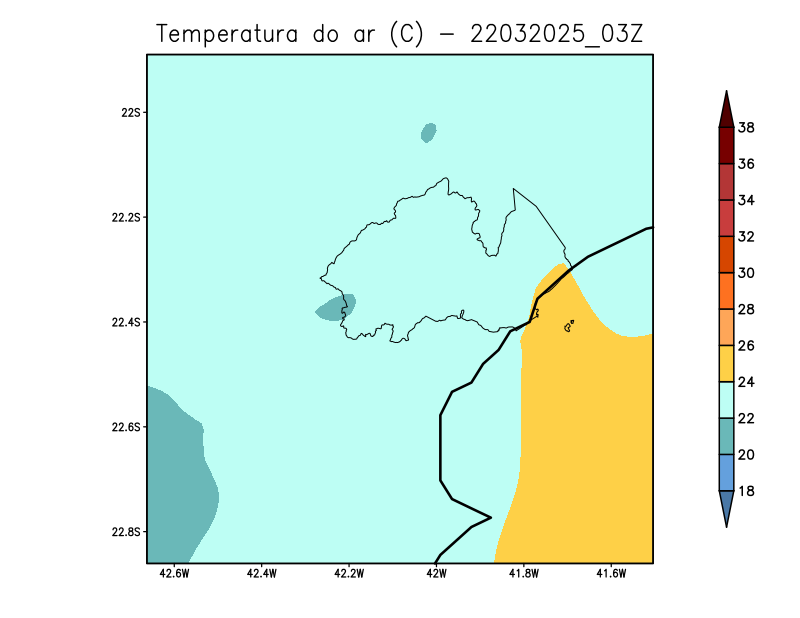 Temperatura do ar (C) - 22032025_03Z
22S
22.2S
22.4S
22.6S
22.8S
42.6W
42.4W
42.2W
42W
41.8W
41.6W
38
36
34
32
30
28
26
24
22
20
18